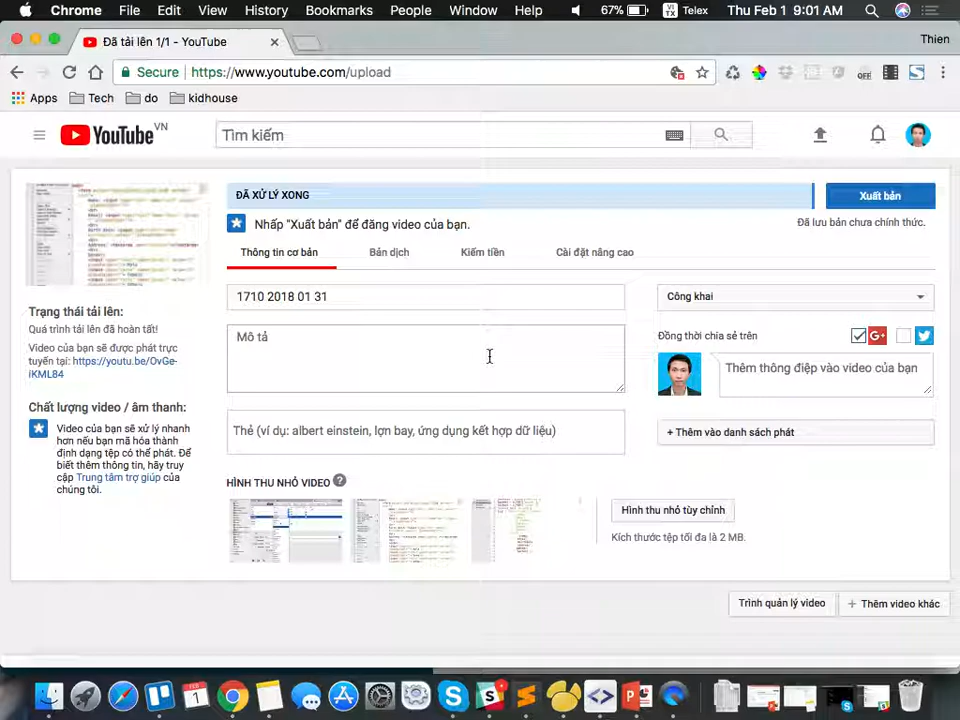 Chrome File Edit View History Bookmarks People Window Help 67% VI TX Telex Thu Feb 1 9:01 AM
Đã tải lên 1/1 - YouTube Thien
Secure https://www.youtube.com/upload OFF
Apps Tech do kidhouse
YouTube VN Tìm kiếm
ĐÃ XỬ LÝ XONG Xuất bản
Nhấp "Xuất bản" để đăng video của bạn. Đã lưu bản chưa chính thức.
Thông tin cơ bản Bản dịch Kiếm tiền Cài đặt nâng cao
1710 2018 01 31 Công khai
Trạng thái tải lên:
Quá trình tải lên đã hoàn tất!
Video của bạn sẽ được phát trực
tuyến tại: https://youtu.be/OvGe-
iKML84
Mô tả
Đồng thời chia sẻ trên G+
Thêm thông điệp vào video của bạn
Chất lượng video / âm thanh:
Video của bạn sẽ xử lý nhanh
hơn nếu bạn mã hóa thành
định dạng tệp có thể phát. Để
biết thêm thông tin, hãy truy
cập Trung tâm trợ giúp của
chúng tôi.
Thẻ (ví dụ: albert einstein, lợn bay, ứng dụng kết hợp dữ liệu)
+ Thêm vào danh sách phát
HÌNH THU NHỎ VIDEO ?
Hình thu nhỏ tùy chỉnh
Kích thước tệp tối đa là 2 MB.
Trình quản lý video + Thêm video khác